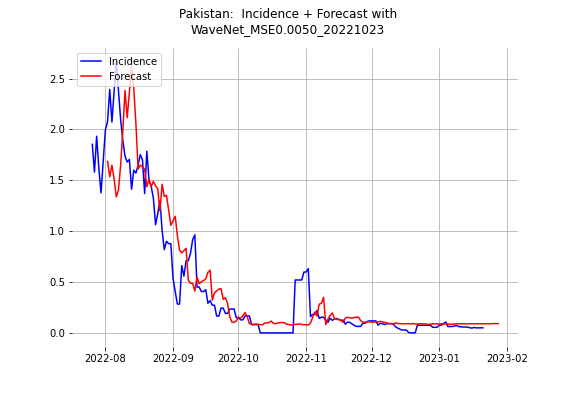 Pakistan:  Incidence + Forecast with
WaveNet_MSE0.0050_20221023
Incidence
Forecast
2.5
2.0
1.5
1.0
0.5
0.0
2022-08 2022-09 2022-10 2022-11 2022-12 2023-01 2023-02